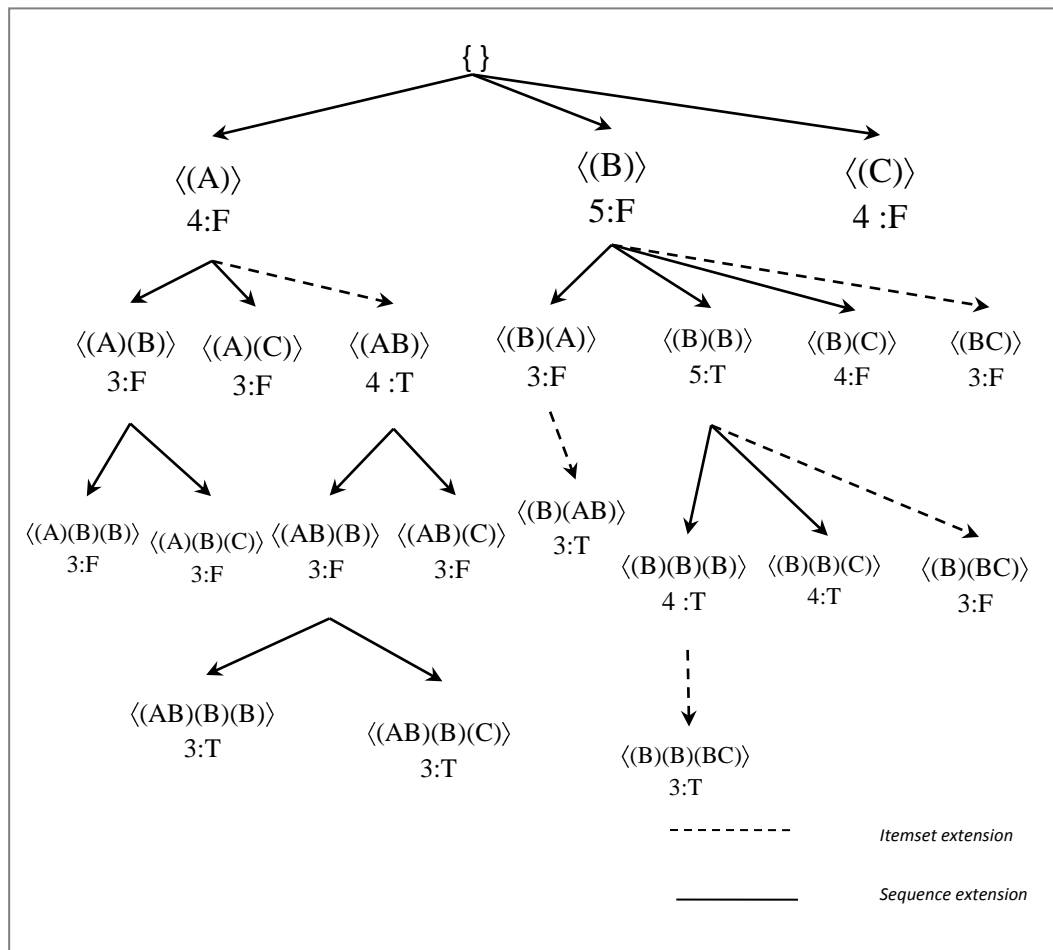 { }
⟨(A)⟩
4:F
⟨(B)⟩
5:F
⟨(C)⟩
4 :F
⟨(A)(B)⟩
3:F
⟨(A)(C)⟩
3:F
⟨(AB)⟩
4 :T
⟨(B)(A)⟩
3:F
⟨(B)(B)⟩
5:T
⟨(B)(C)⟩
4:F
⟨(BC)⟩
3:F
⟨(A)(B)(B)⟩
3:F
⟨(A)(B)(C)⟩
3:F
⟨(AB)(B)⟩
3:F
⟨(AB)(C)⟩
3:F
⟨(B)(AB)⟩
3:T
⟨(B)(B)(B)⟩
4 :T
⟨(B)(B)(C)⟩
4:T
⟨(B)(BC)⟩
3:F
⟨(AB)(B)(B)⟩
3:T
⟨(AB)(B)(C)⟩
3:T
⟨(B)(B)(BC)⟩
3:T
Itemset extension
Sequence extension